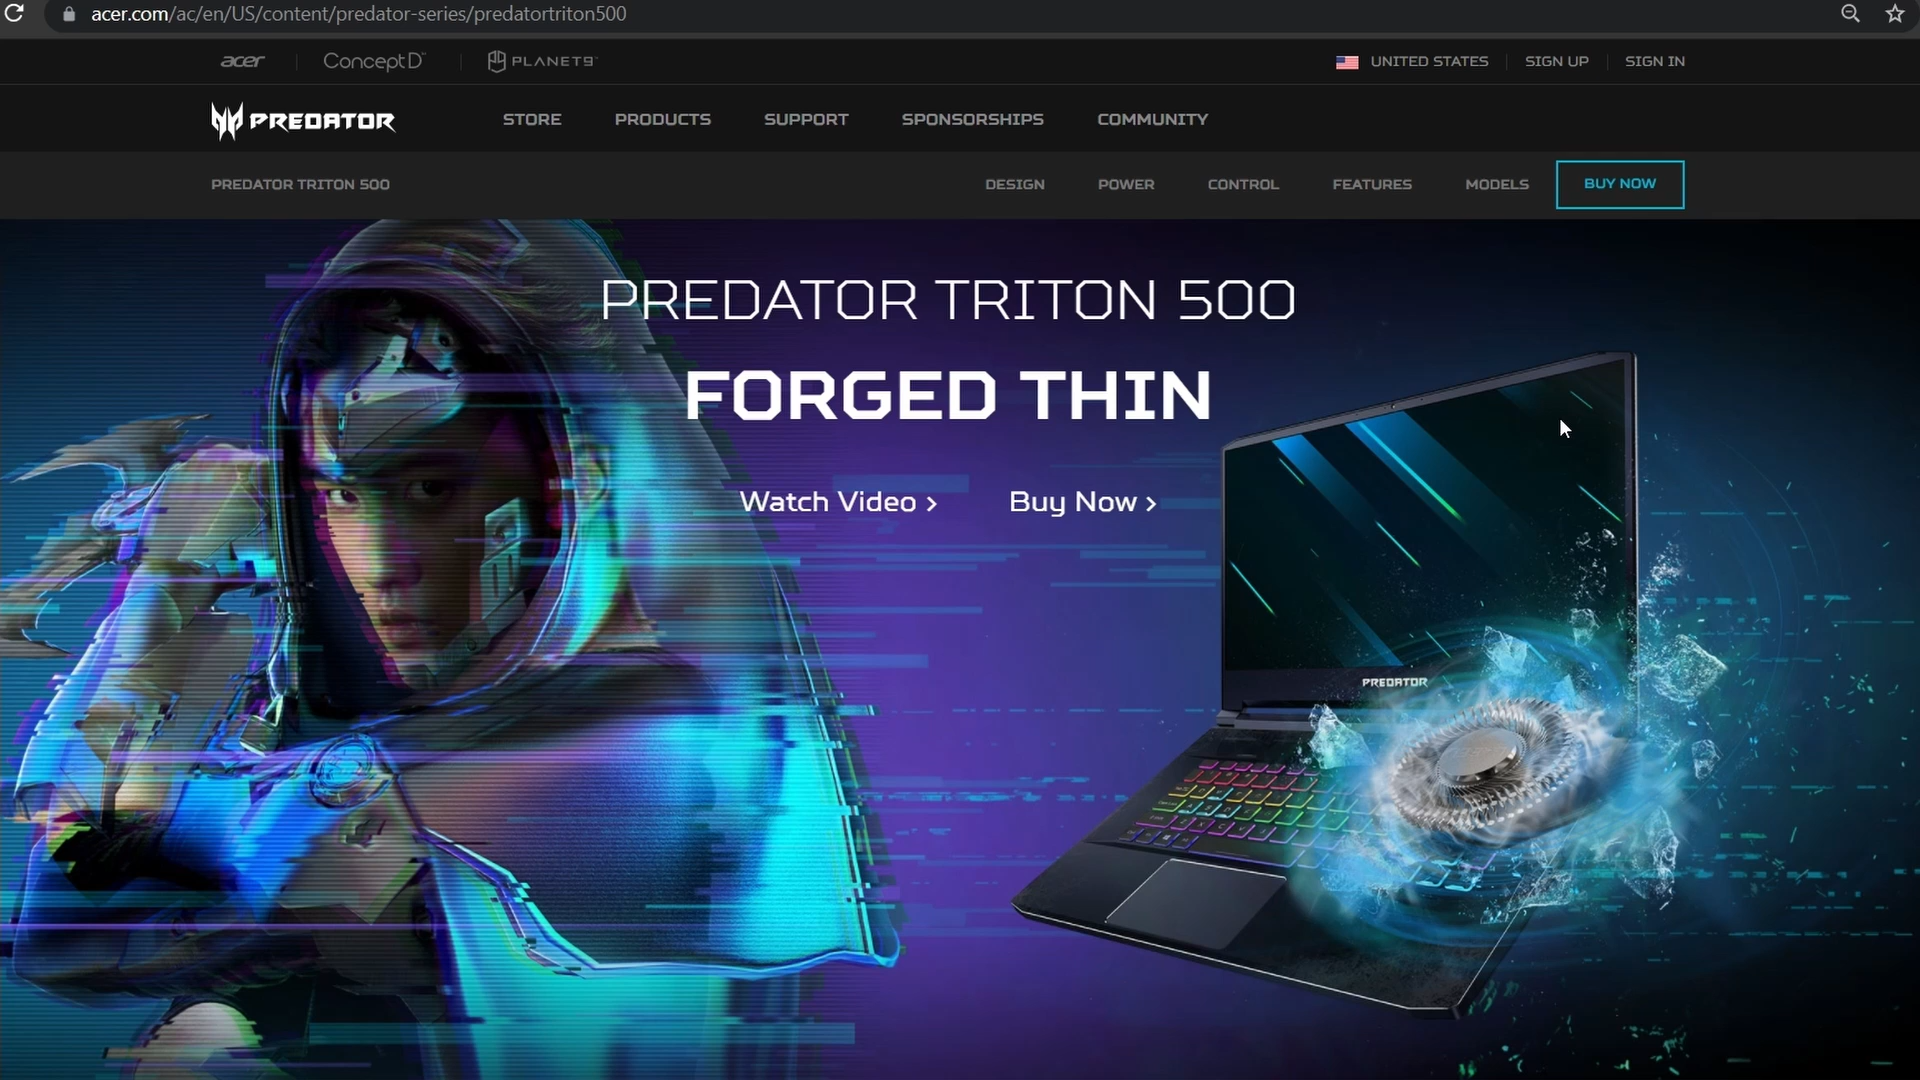 acer.com/ac/en/US/content/predator-series/predatortriton500
acer ConceptD™ PLANET9™ UNITED STATES SIGN UP SIGN IN
PREDATOR STORE PRODUCTS SUPPORT SPONSORSHIPS COMMUNITY
PREDATOR TRITON 500 DESIGN POWER CONTROL FEATURES MODELS BUY NOW
PREDATOR TRITON 500
FORGED THIN
Watch Video › Buy Now ›
PREDATOR